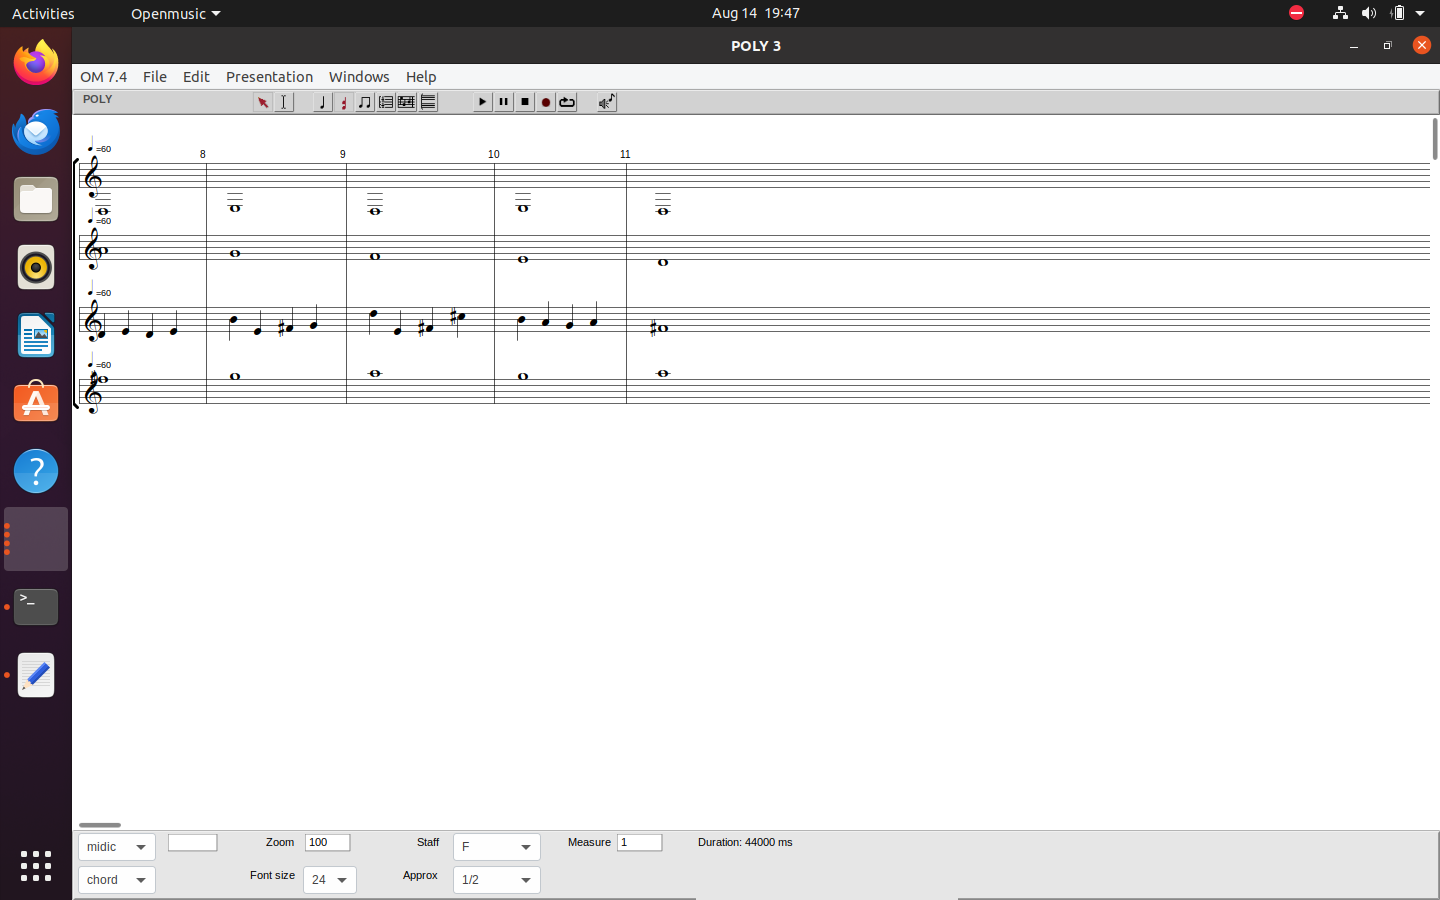 Activities Openmusic Aug 14 19:47
POLY 3
OM 7.4 File Edit Presentation Windows Help
POLY
=60
8 9 10 11
=60
=60
=60
midic Zoom 100 Staff F Measure 1 Duration: 44000 ms
chord Font size 24 Approx 1/2